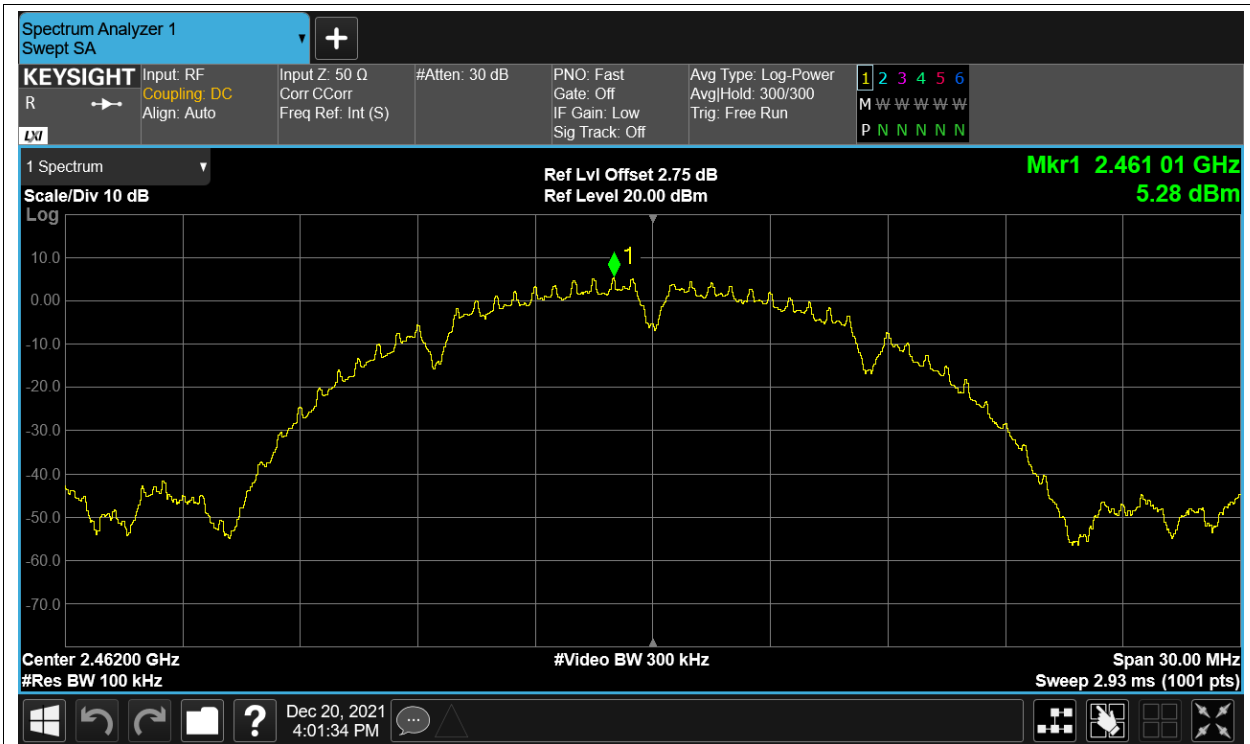 Spectrum Analyzer 1
Swept SA
KEYSIGHT
R
LXI
Input: RF
Coupling: DC
Align: Auto
Input Z: 50 Ω
Corr CCorr
Freq Ref: Int (S)
#Atten: 30 dB
PNO: Fast
Gate: Off
IF Gain: Low
Sig Track: Off
Avg Type: Log-Power
Avg|Hold: 300/300
Trig: Free Run
1 2 3 4 5 6
M W W W W W
P N N N N N
1 Spectrum
Scale/Div 10 dB
Ref Lvl Offset 2.75 dB
Ref Level 20.00 dBm
Mkr1 2.461 01 GHz
5.28 dBm
Log
1
10.0
0.00
-10.0
-20.0
-30.0
-40.0
-50.0
-60.0
-70.0
Center 2.46200 GHz
#Res BW 100 kHz
#Video BW 300 kHz
Span 30.00 MHz
Sweep 2.93 ms (1001 pts)
?
Dec 20, 2021
4:01:34 PM